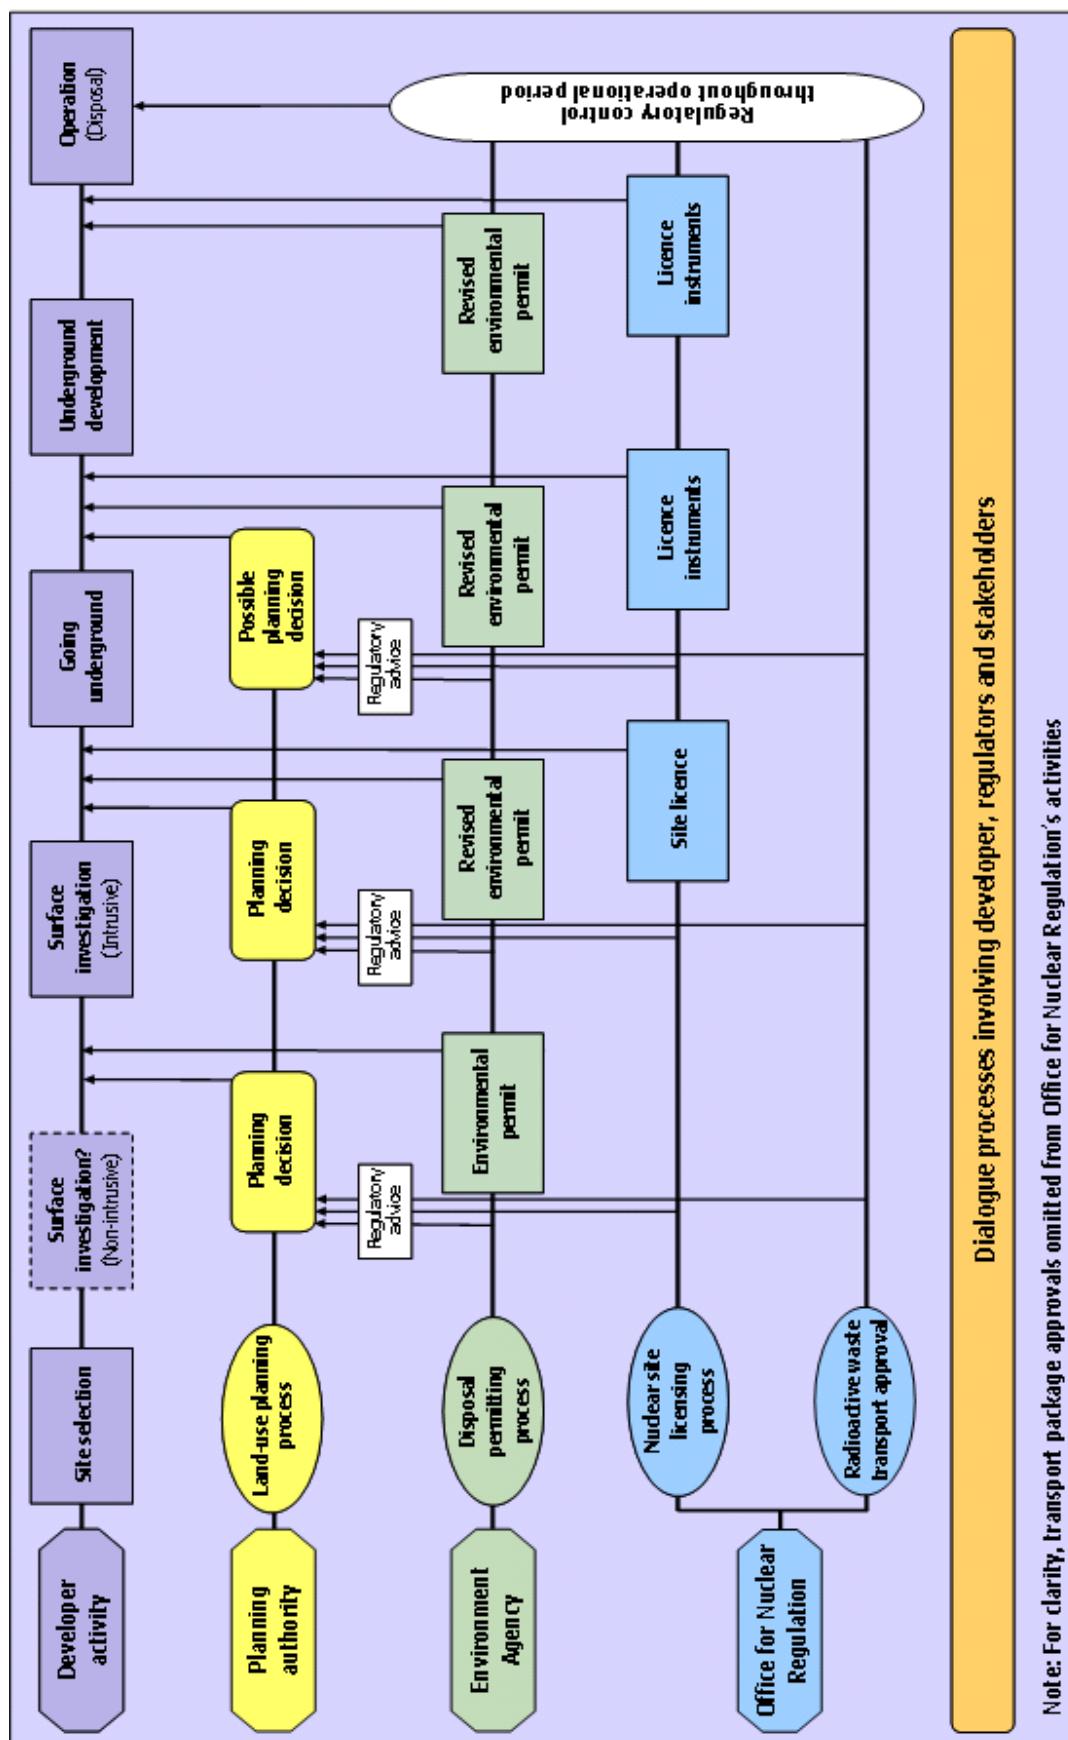 Developer
activity
Site selection
Surface
investigation?
(Non-intrusive)
Surface
investigation
(Intrusive)
Going
underground
Underground
development
Operation
(Disposal)
Planning
authority
Land-use planning
process
Planning
decision
Planning
decision
Possible
planning
decision
Regulatory
advice
Regulatory
advice
Regulatory
advice
Environment
Agency
Disposal
permitting
process
Environmental
permit
Revised
environmental
permit
Revised
environmental
permit
Revised
environmental
permit
Regulatory control
throughout operational period
Office for Nuclear
Regulation
Nuclear site
licensing
process
Site licence
Licence
instruments
Licence
instruments
Radioactive waste
transport approval
Dialogue processes involving developer, regulators and stakeholders
Note: For clarity, transport package approvals omitted from Office for Nuclear Regulation's activities